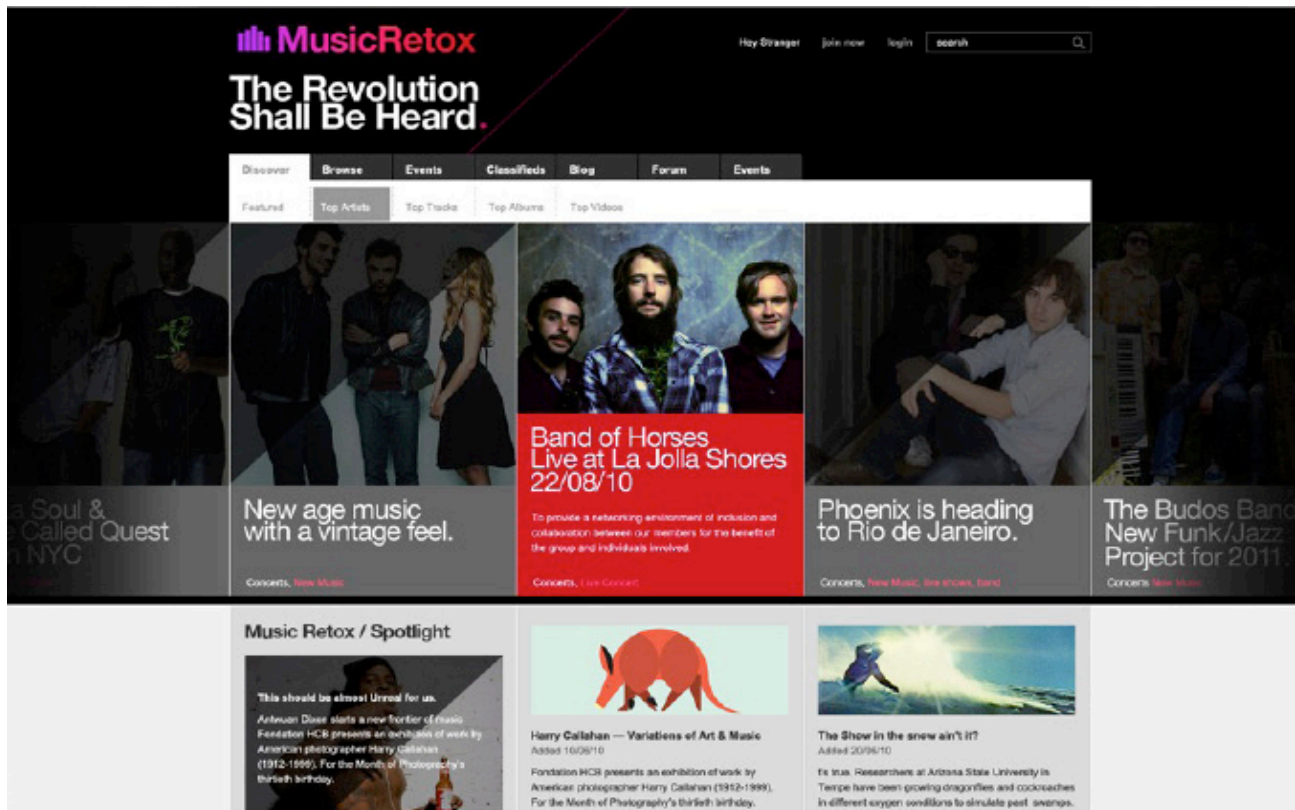 MusicRetox
Hey Stranger
join now
login
search
The Revolution
Shall Be Heard.
Discover
Browse
Events
Classifieds
Blog
Forum
Events
Featured
Top Artists
Top Tracks
Top Albums
Top Videos
a Soul &
e Called Quest
n NYC
New age music
with a vintage feel.
Concerts, New Music
Band of Horses
Live at La Jolla Shores
22/08/10
To provide a networking environment of inclusion and
collaboration between our members for the benefit of
the group and individuals involved.
Concerts, Live Concert
Phoenix is heading
to Rio de Janeiro.
Concerts, New Music, live shows, band
The Budos Band
New Funk/Jazz
Project for 2011.
Concerts New Music
Music Retox / Spotlight
This should be almost Unreal for us.
Antwuan Dixon starts a new frontier of music
Fondation HCB presents an exhibition of work by
American photographer Harry Callahan
(1912-1999). For the Month of Photography's
thirtieth birthday.
Harry Callahan — Variations of Art & Music
Added 10/08/10
Fondation HCB presents an exhibition of work by
American photographer Harry Callahan (1912-1999).
For the Month of Photography's thirtieth birthday.
The Show in the snow ain't it?
Added 20/06/10
t's true. Researchers at Arizona State University in
Tempe have been growing dragonflies and cockroaches
in different oxygen conditions to simulate past swamps.